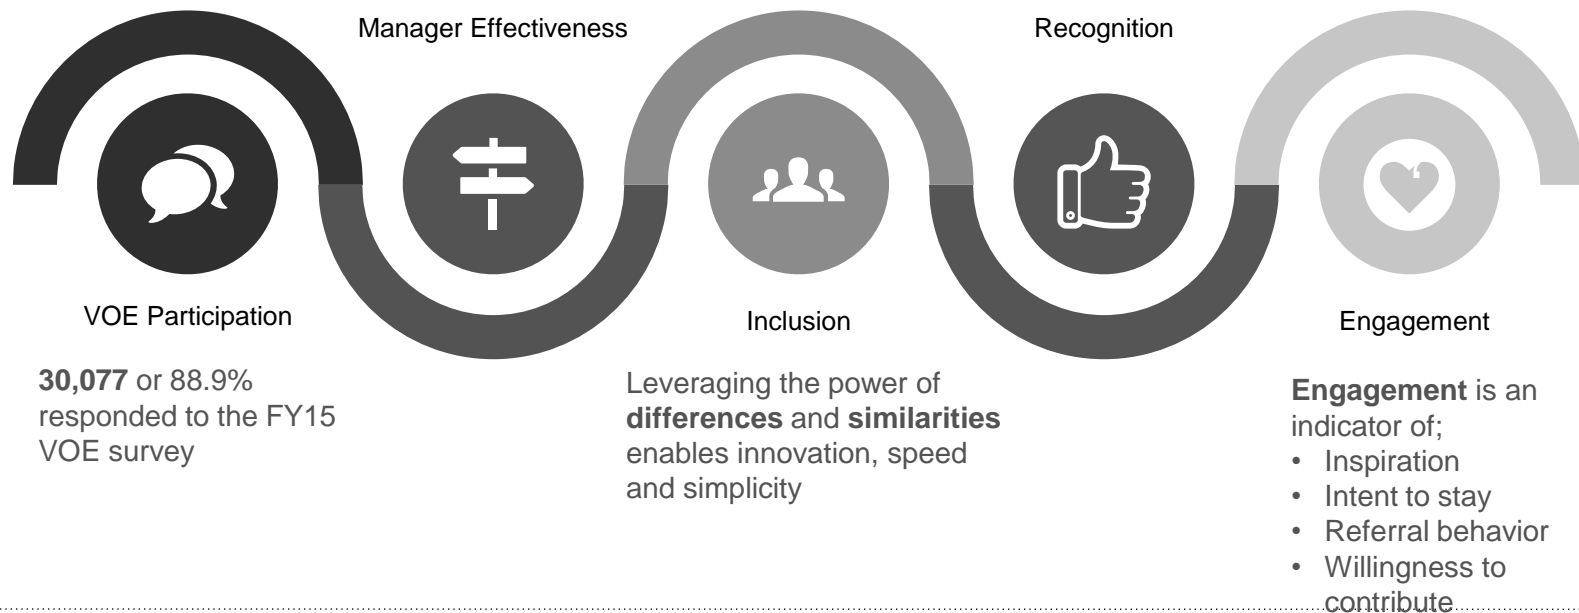 Manager Effectiveness
Recognition
VOE Participation
30,077 or 88.9%
responded to the FY15
VOE survey
Inclusion
Leveraging the power of
differences and similarities
enables innovation, speed
and simplicity
Engagement
Engagement is an
indicator of;
• Inspiration
• Intent to stay
• Referral behavior
• Willingness to
contribute